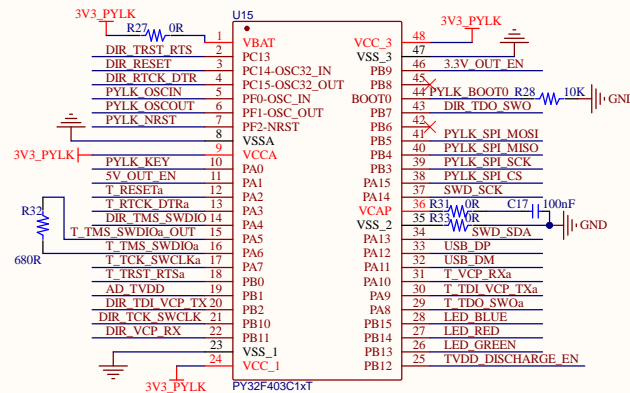 3V3_PYLK
R27 0R
U15
3V3_PYLK
1 VBAT VCC_3 48
DIR_TRST_RTS 2 PC13 VSS_3 47
DIR_RESET 3 PC14-OSC32_IN PB9 46 3.3V_OUT_EN
DIR_RTCK_DTR 4 PC15-OSC32_OUT PB8 45
PYLK_OSCIN 5 PF0-OSC_IN BOOT0 44 PYLK_BOOT0 R28 10K GND
PYLK_OSCOUT 6 PF1-OSC_OUT PB7 43 DIR_TDO_SWO
PYLK_NRST 7 PF2-NRST PB6 42
8 VSSA PB5 41 PYLK_SPI_MOSI
3V3_PYLK 9 VCCA PB4 40 PYLK_SPI_MISO
PYLK_KEY 10 PA0 PB3 39 PYLK_SPI_SCK
5V_OUT_EN 11 PA1 PA15 38 PYLK_SPI_CS
T_RESETa 12 PA2 PA14 37 SWD_SCK
R32 T_RTCK_DTRa 13 PA3 VCAP 36 R31 0R C17 100nF
DIR_TMS_SWDIO 14 PA4 VSS_2 35 R33 0R GND
T_TMS_SWDIOa_OUT 15 PA5 PA13 34 SWD_SDA
680R T_TMS_SWDIOa 16 PA6 PA12 33 USB_DP
T_TCK_SWCLKa 17 PA7 PA11 32 USB_DM
T_TRST_RTSa 18 PB0 PA10 31 T_VCP_RXa
AD_TVDD 19 PB1 PA9 30 T_TDI_VCP_TXa
DIR_TDI_VCP_TX 20 PB2 PA8 29 T_TDO_SWOa
DIR_TCK_SWCLK 21 PB10 PB15 28 LED_BLUE
DIR_VCP_RX 22 PB11 PB14 27 LED_RED
23 VSS_1 PB13 26 LED_GREEN
24 VCC_1 PB12 25 TVDD_DISCHARGE_EN
3V3_PYLK
PY32F403C1xT